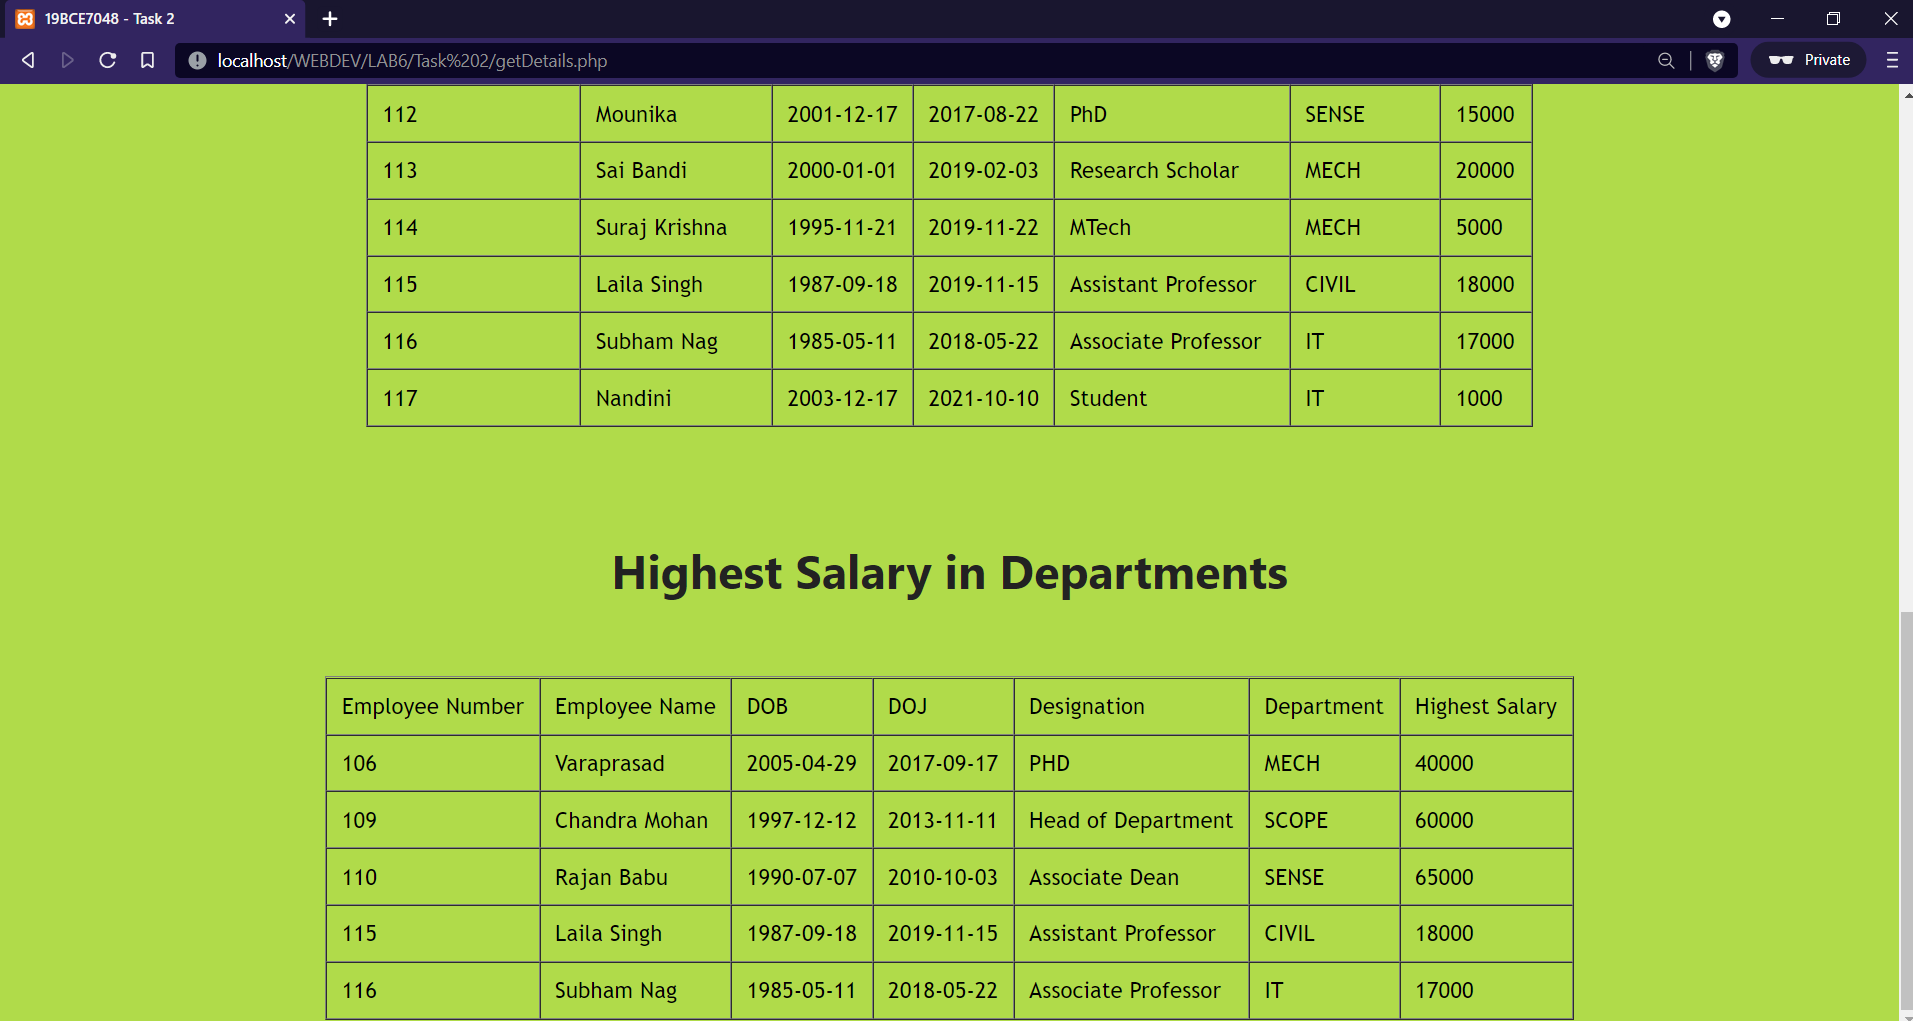 19BCE7048 - Task 2
localhost/WEBDEV/LAB6/Task%202/getDetails.php
Private
112 Mounika 2001-12-17 2017-08-22 PhD SENSE 15000
113 Sai Bandi 2000-01-01 2019-02-03 Research Scholar MECH 20000
114 Suraj Krishna 1995-11-21 2019-11-22 MTech MECH 5000
115 Laila Singh 1987-09-18 2019-11-15 Assistant Professor CIVIL 18000
116 Subham Nag 1985-05-11 2018-05-22 Associate Professor IT 17000
117 Nandini 2003-12-17 2021-10-10 Student IT 1000
Highest Salary in Departments
Employee Number Employee Name DOB DOJ Designation Department Highest Salary
106 Varaprasad 2005-04-29 2017-09-17 PHD MECH 40000
109 Chandra Mohan 1997-12-12 2013-11-11 Head of Department SCOPE 60000
110 Rajan Babu 1990-07-07 2010-10-03 Associate Dean SENSE 65000
115 Laila Singh 1987-09-18 2019-11-15 Assistant Professor CIVIL 18000
116 Subham Nag 1985-05-11 2018-05-22 Associate Professor IT 17000